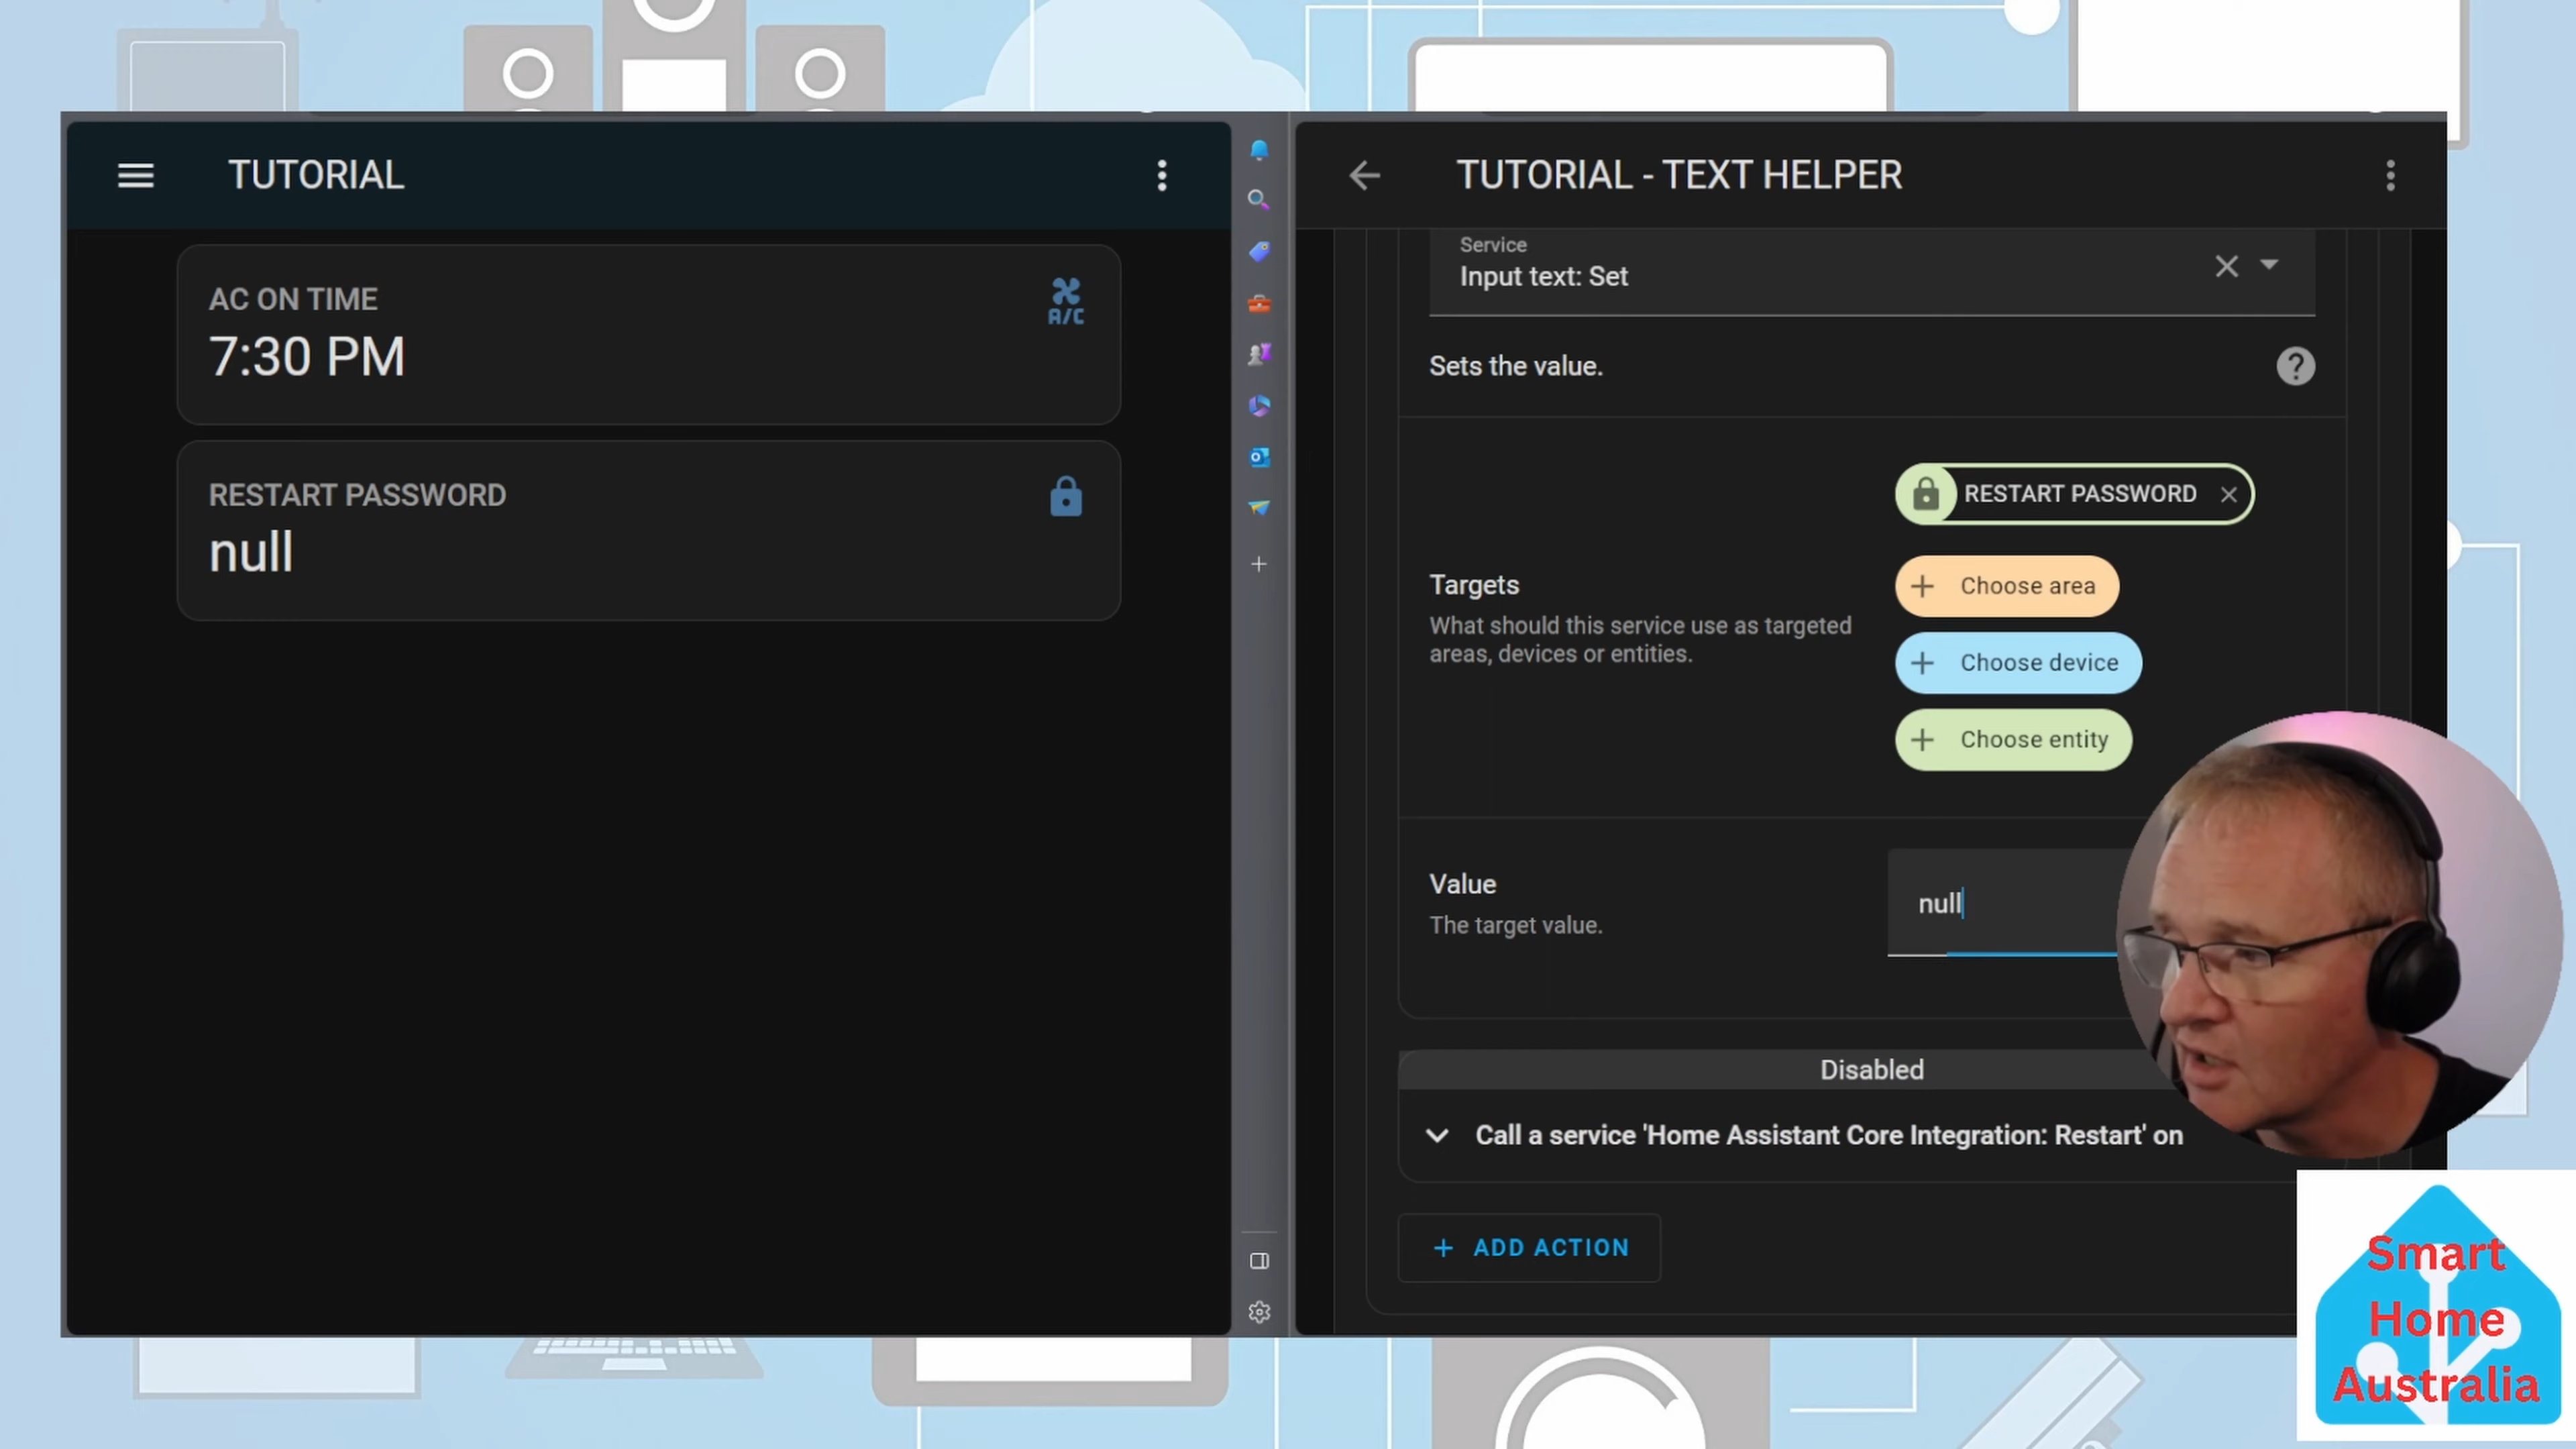 TUTORIAL
AC ON TIME
A/C
7:30 PM
RESTART PASSWORD
null
TUTORIAL - TEXT HELPER
Service
Input text: Set
Sets the value.
RESTART PASSWORD
Targets
What should this service use as targeted
areas, devices or entities.
Choose area
Choose device
Choose entity
Value
The target value.
null
Disabled
Call a service 'Home Assistant Core Integration: Restart' on
ADD ACTION
Smart
Home
Australia